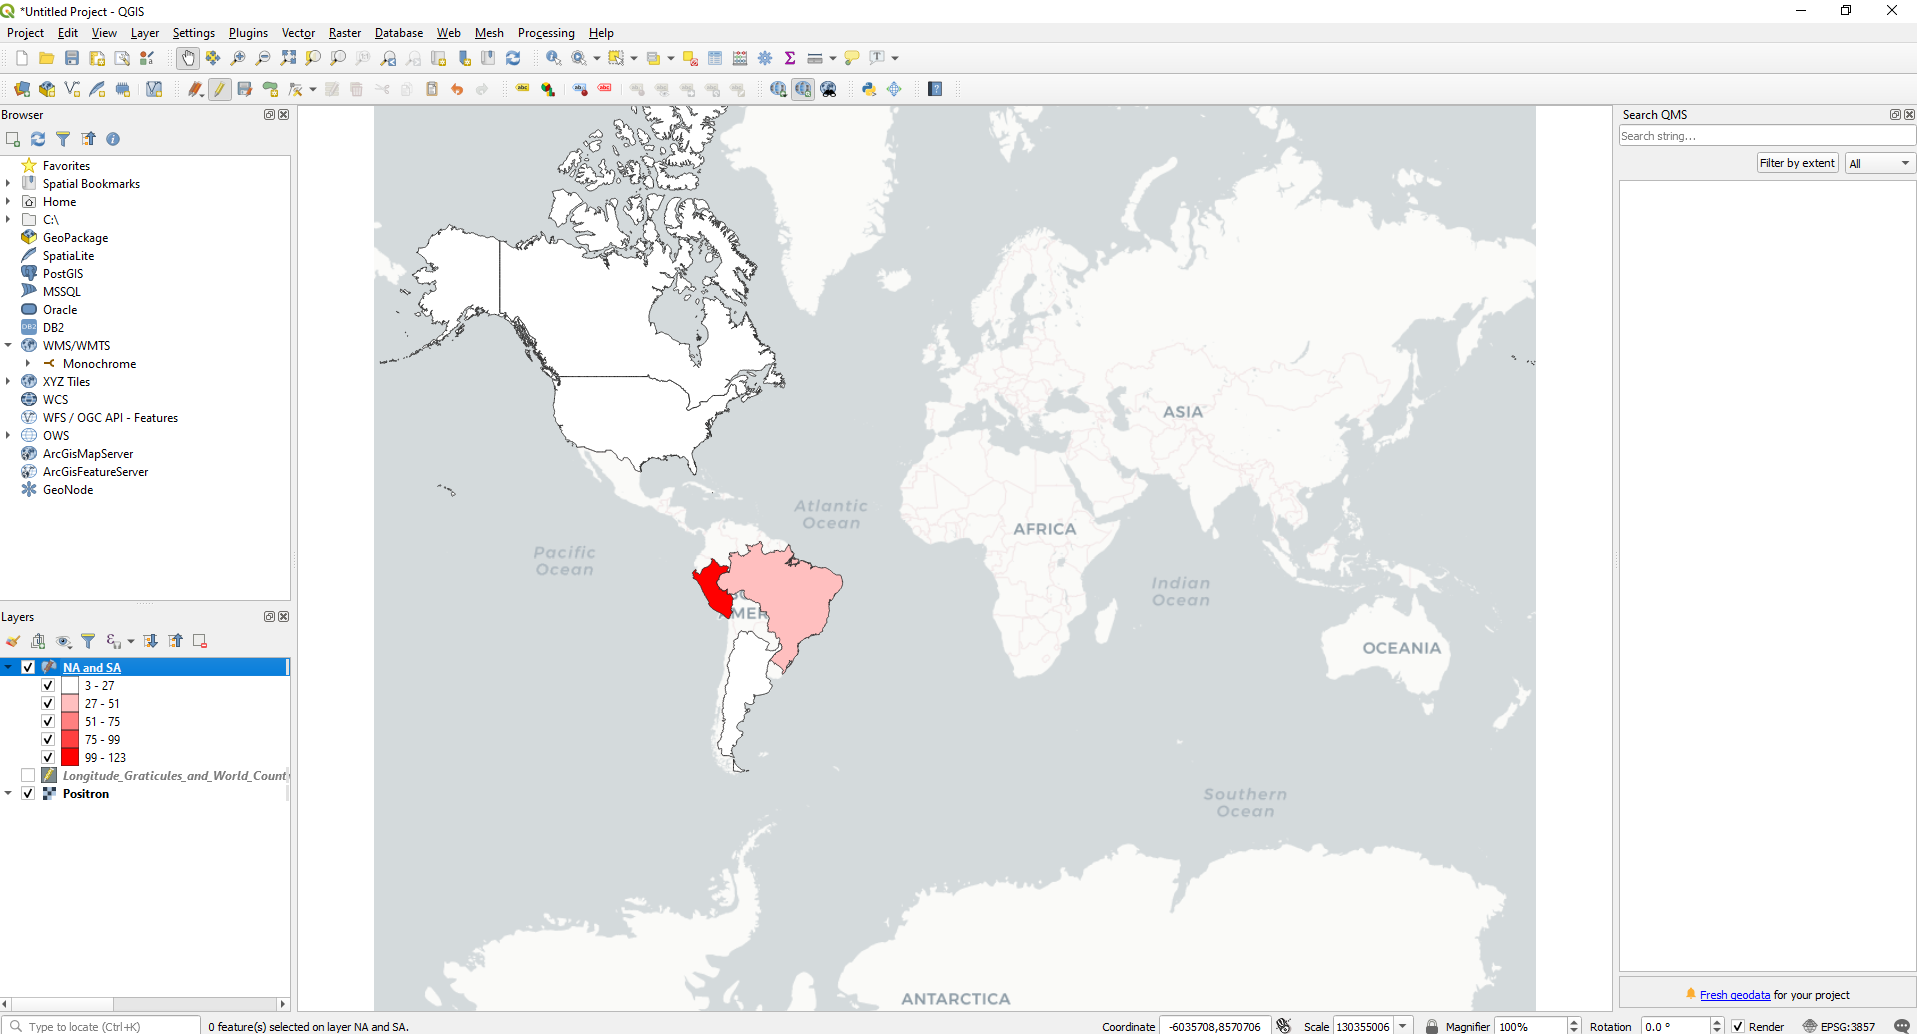 *Untitled Project - QGIS
Project Edit View Layer Settings Plugins Vector Raster Database Web Mesh Processing Help
Browser
Favorites
Spatial Bookmarks
Home
C:\
GeoPackage
SpatiaLite
PostGIS
MSSQL
Oracle
DB2
WMS/WMTS
Monochrome
XYZ Tiles
WCS
WFS / OGC API - Features
OWS
ArcGisMapServer
ArcGisFeatureServer
GeoNode
Layers
NA and SA
3 - 27
27 - 51
51 - 75
75 - 99
99 - 123
Longitude_Graticules_and_World_Count
Positron
ASIA
Atlantic
Ocean
AFRICA
Pacific
Ocean
Indian
Ocean
AMER
OCEANIA
Southern
Ocean
ANTARCTICA
Search QMS
Search string...
Filter by extent All
Fresh geodata for your project
Type to locate (Ctrl+K) 0 feature(s) selected on layer NA and SA. Coordinate -6035708,8570706 Scale 130355006 Magnifier 100% Rotation 0.0 ° Render EPSG:3857